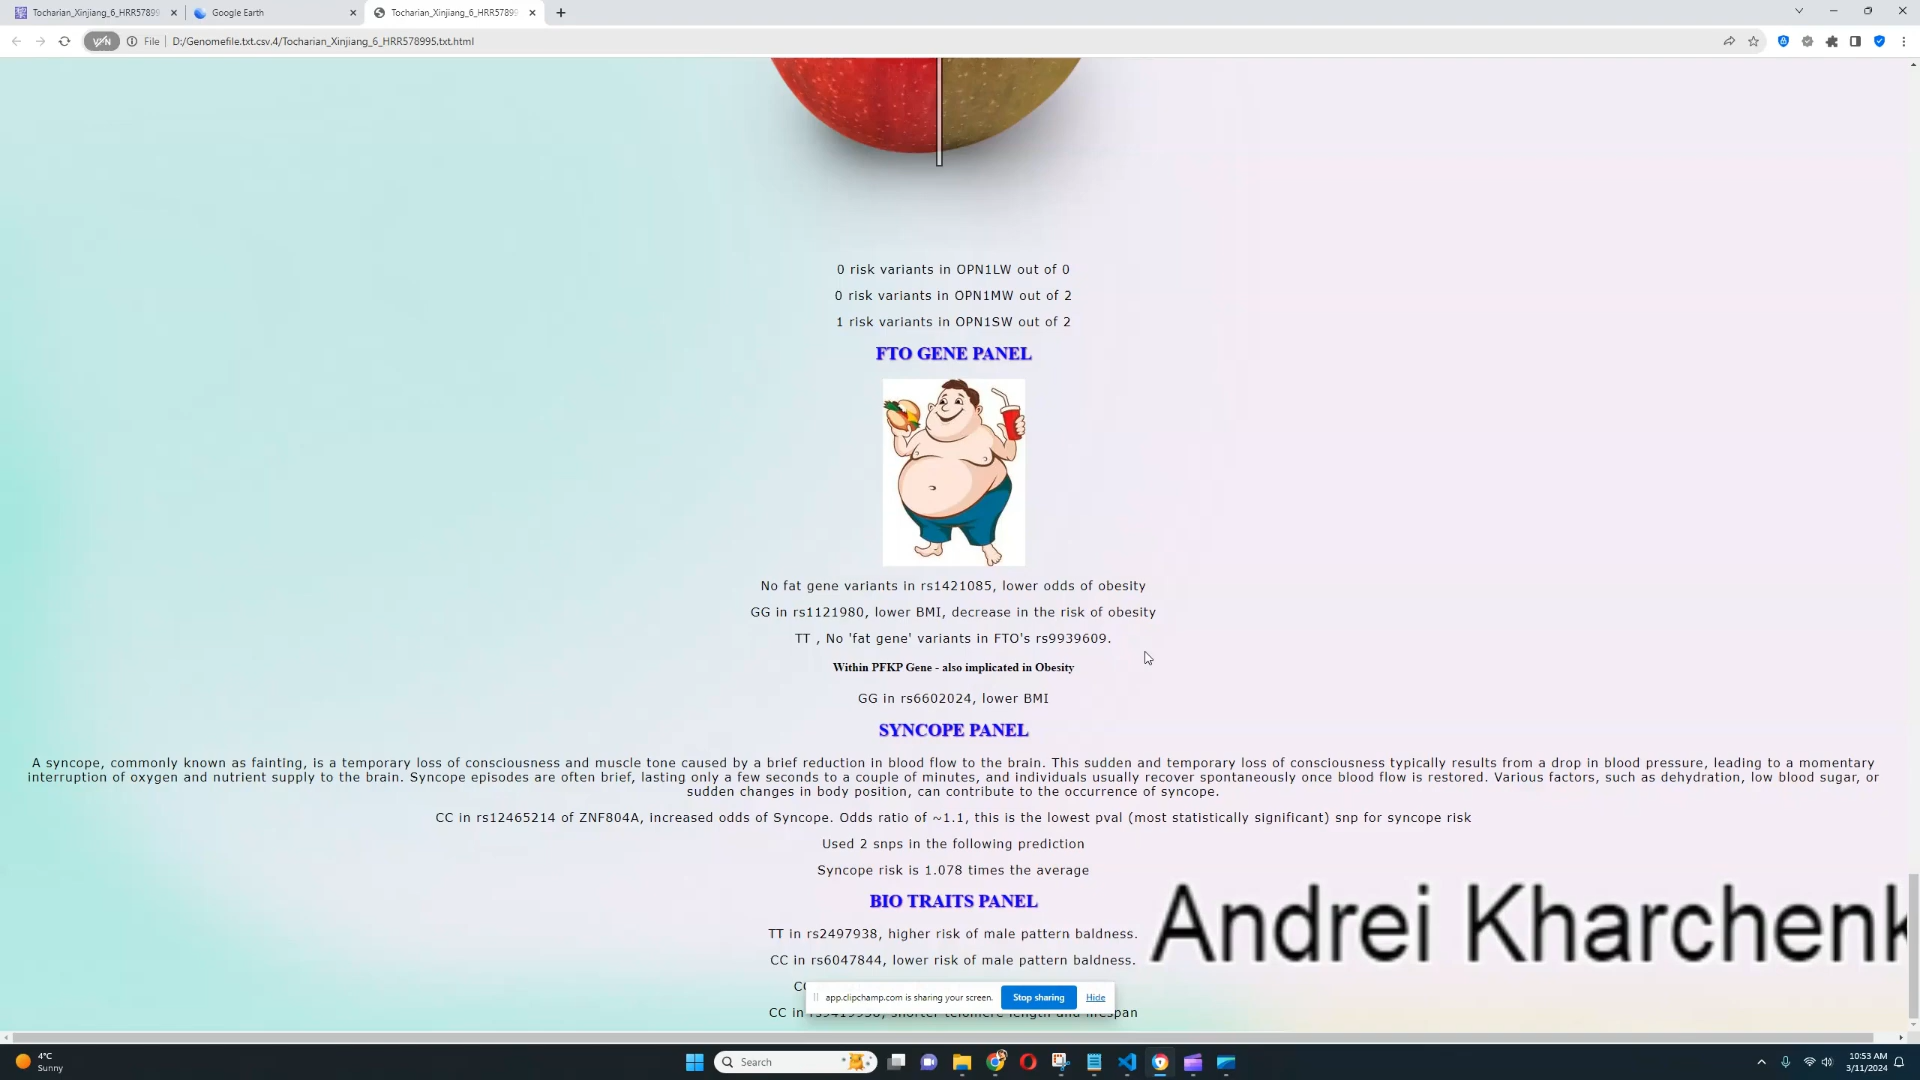 Tocharian_Xinjiang_6_HRR57899
Google Earth
Tocharian_Xinjiang_6_HRR57899
File
D:/Genomefile.txt.csv.4/Tocharian_Xinjiang_6_HRR578995.txt.html
0 risk variants in OPN1LW out of 0
0 risk variants in OPN1MW out of 2
1 risk variants in OPN1SW out of 2
FTO GENE PANEL
No fat gene variants in rs1421085, lower odds of obesity
GG in rs1121980, lower BMI, decrease in the risk of obesity
TT , No 'fat gene' variants in FTO's rs9939609.
Within PFKP Gene - also implicated in Obesity
GG in rs6602024, lower BMI
SYNCOPE PANEL
A syncope, commonly known as fainting, is a temporary loss of consciousness and muscle tone caused by a brief reduction in blood flow to the brain. This sudden and temporary loss of consciousness typically results from a drop in blood pressure, leading to a momentary
interruption of oxygen and nutrient supply to the brain. Syncope episodes are often brief, lasting only a few seconds to a couple of minutes, and individuals usually recover spontaneously once blood flow is restored. Various factors, such as dehydration, low blood sugar, or
sudden changes in body position, can contribute to the occurrence of syncope.
CC in rs12465214 of ZNF804A, increased odds of Syncope. Odds ratio of ~1.1, this is the lowest pval (most statistically significant) snp for syncope risk
Used 2 snps in the following prediction
Syncope risk is 1.078 times the average
BIO TRAITS PANEL
TT in rs2497938, higher risk of male pattern baldness.
CC in rs6047844, lower risk of male pattern baldness.
Andrei Kharchenk
app.clipchamp.com is sharing your screen.
Stop sharing
Hide
CC in
4°C
Sunny
Search
10:53 AM
3/11/2024